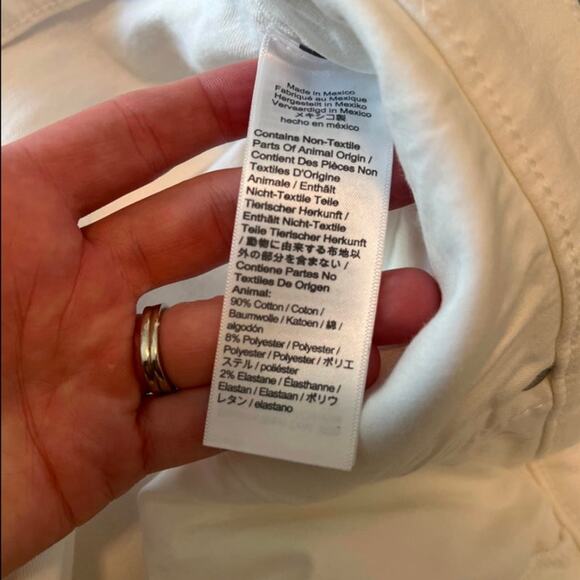 Made in Mexico
Fabriqué au Mexique
Hergestellt in Mexiko
Vervaardigd in Mexico
メキシコ製
hecho en méxico
Contains Non-Textile
Parts Of Animal Origin /
Contient Des Pièces Non
Textiles D'Origine
Animale / Enthält
Nicht-Textile Teile
Tierischer Herkunft /
Enthält Nicht-Textile
Teile Tierischer Herkunft
/ 動物に由来する布地以
外の部分を含まない /
Contiene Partes No
Textiles De Origen
Animal:
90% Cotton / Coton /
Baumwolle / Katoen / 綿 /
algodón
8% Polyester / Polyester /
Polyester / Polyester / ポリエ
ステル / poliéster
2% Elastane / Élasthanne /
Elastan / Elastaan / ポリウ
レタン / elastano